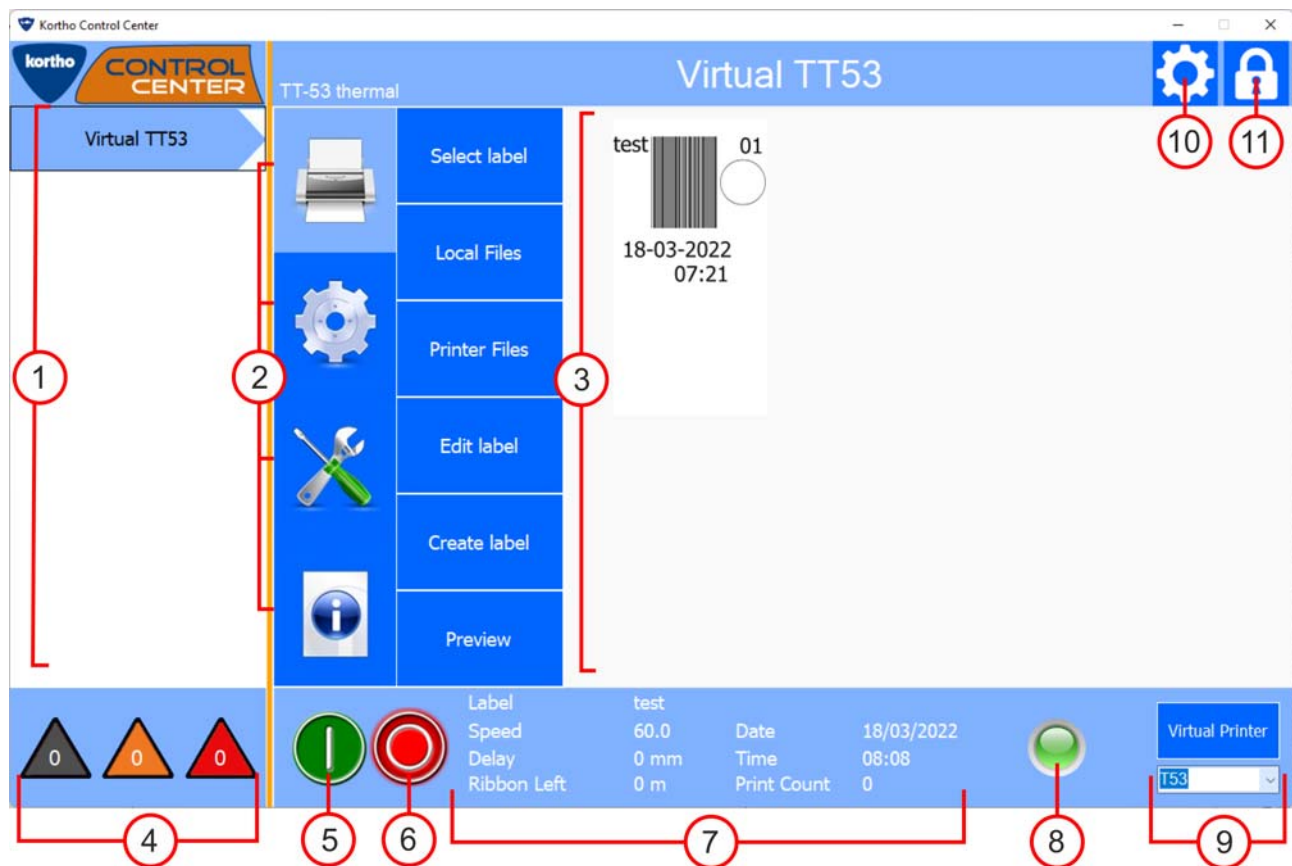 Kortho Control Center
kortho
CONTROL
CENTER
TT-53 thermal
Virtual TT53
10
11
Virtual TT53
1
2
Select label
Local Files
Printer Files
Edit label
Create label
Preview
3
test
01
18-03-2022
07:21
0
0
0
4
5
6
Label test
Speed 60.0 Date 18/03/2022
Delay 0 mm Time 08:08
Ribbon Left 0 m Print Count 0
7
8
Virtual Printer
T53
9